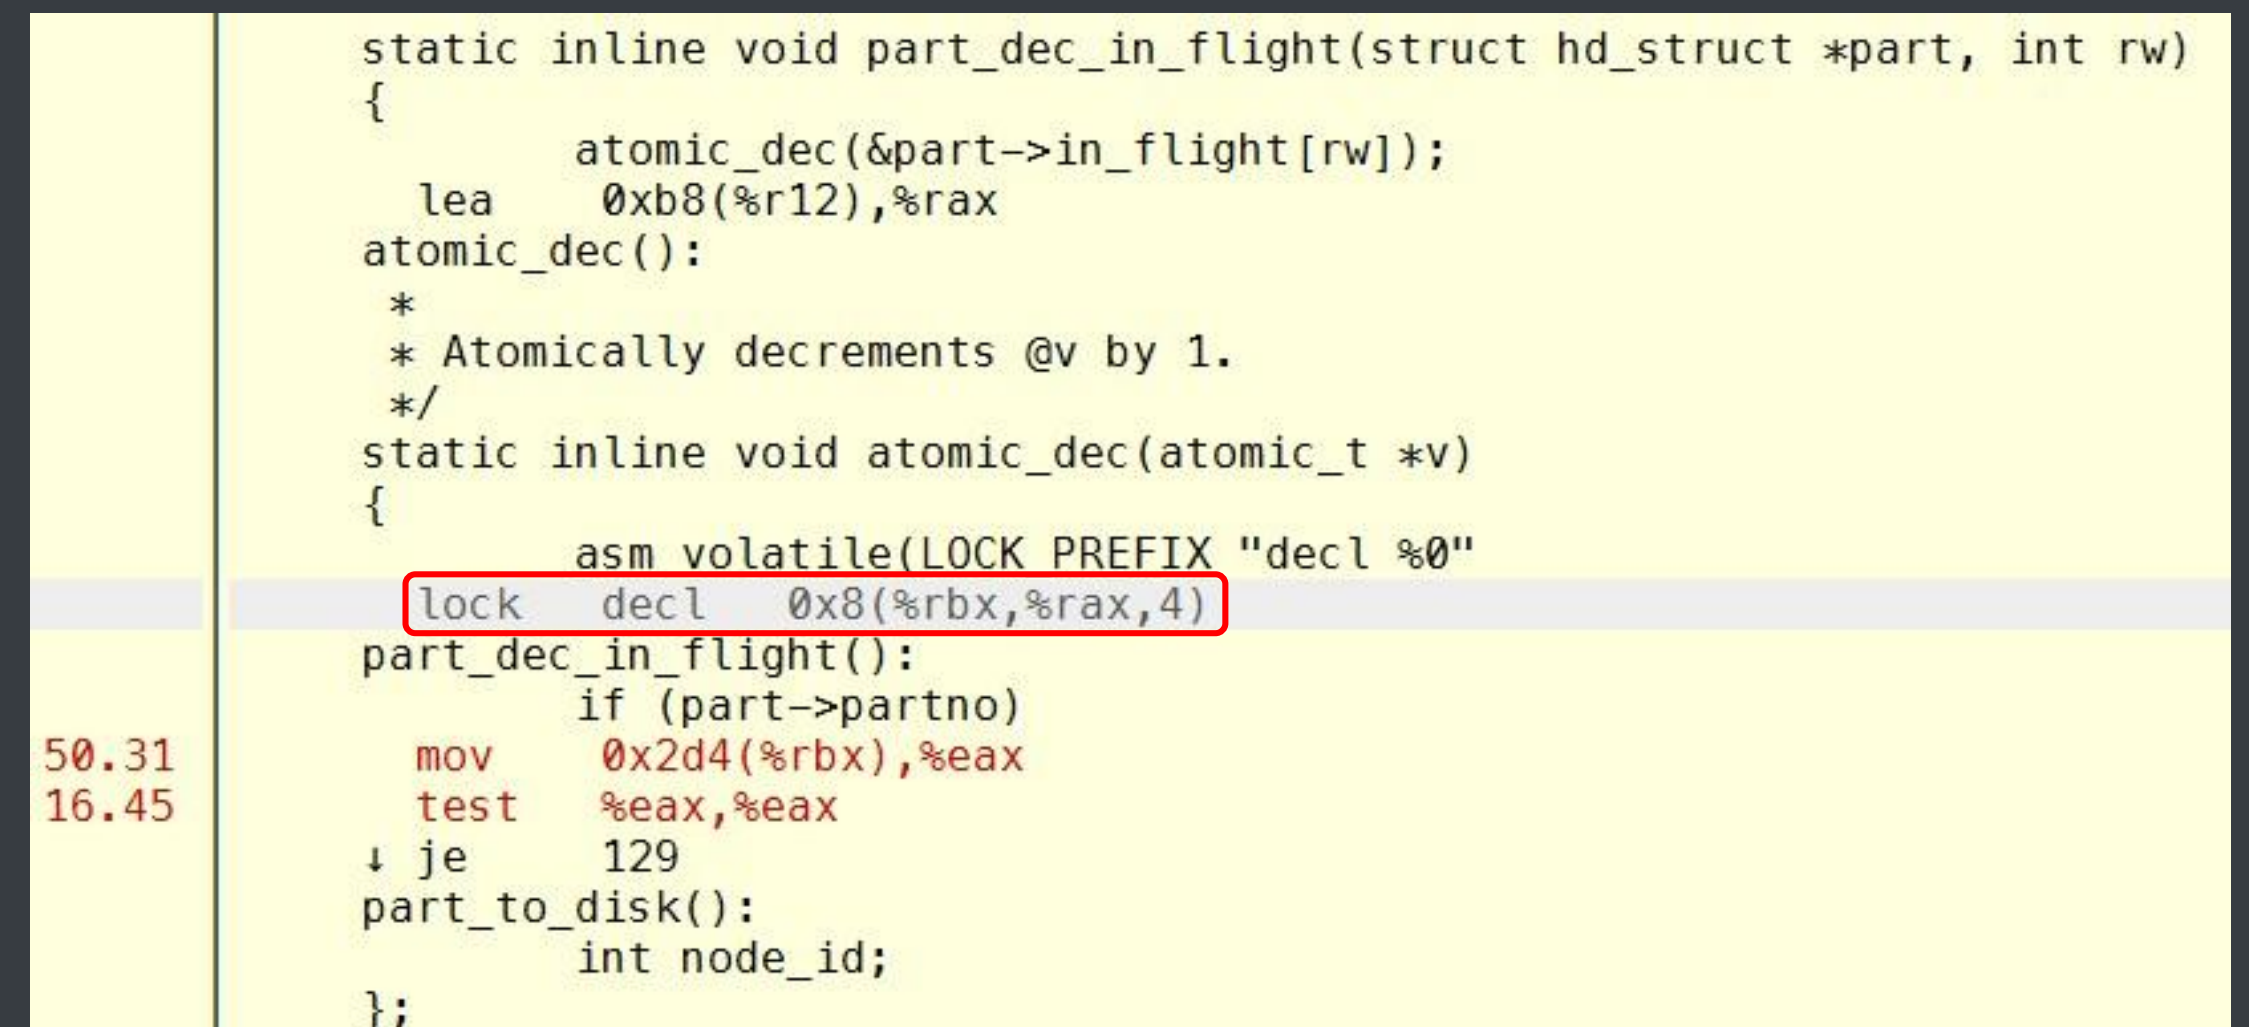 static inline void part_dec_in_flight(struct hd_struct *part, int rw)
{
atomic_dec(&part->in_flight[rw]);
lea 0xb8(%r12),%rax
atomic_dec():
*
* Atomically decrements @v by 1.
*/
static inline void atomic_dec(atomic_t *v)
{
asm volatile(LOCK_PREFIX "decl %0"
lock decl 0x8(%rbx,%rax,4)
part_dec_in_flight():
if (part->partno)
50.31 mov 0x2d4(%rbx),%eax
16.45 test %eax,%eax
↓ je 129
part_to_disk():
int node_id;
};